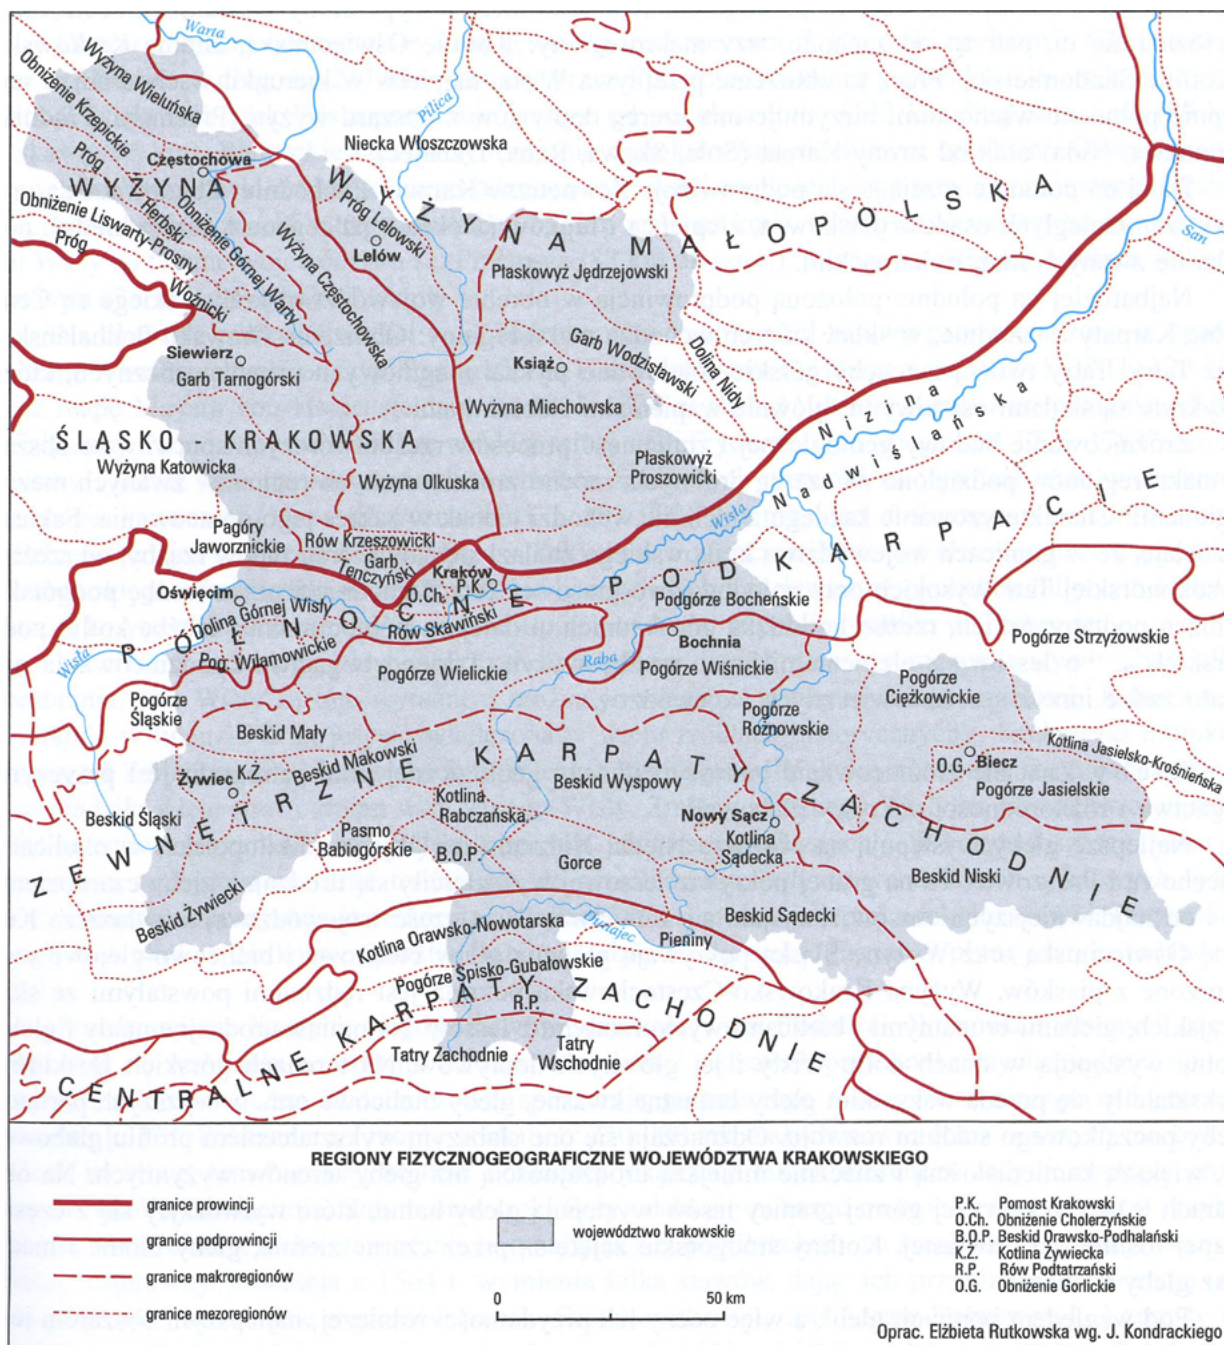 Warta
Pilica
San
Wyżyna Wieluńska
Obniżenie Krzepickie
Próg
Herbski
Częstochowa
Niecka Włoszczowska
WYŻYNA
Obniżenie Liswarty-Prosny
Obniżenie Górnej Warty
Próg Lelowski
Lelów
WYŻYNA MAŁOPOLSKA
Płaskowyż Jędrzejowski
Próg
Woźnicki
Wyżyna Częstochowska
Siewierz
Garb Tarnogórski
Książ
Garb Wodzisławski
Dolina Nidy
Wyżyna Miechowska
Nizina
Nadwiślańska
ŚLĄSKO - KRAKOWSKA
Wyżyna Katowicka
Wyżyna Olkuska
Płaskowyż
Proszowicki
Pagóry
Jaworznickie
Rów Krzeszowicki
Garb
Tenczyński
Kraków
P.K.
O.Ch.
Wisła
Oświęcim
Dolina Górnej Wisły
Rów Skawiński
PÓŁNOCNE PODKARPACIE
Podgórze Bocheńskie
Wisła
Pog. Wilamowickie
Raba
Bochnia
Pogórze Strzyżowskie
Pogórze Wielickie
Pogórze Wiśnickie
Pogórze
Śląskie
Pogórze
Ciężkowickie
Pogórze
Rożnowskie
Beskid Mały
Beskid Makowski
Beskid Wyspowy
Kotlina Jasielsko-Krośnieńska
O.G.
Biecz
Pogórze Jasielskie
Żywiec
K.Ż.
Kotlina
Rabczańska
Beskid Śląski
Nowy Sącz
Kotlina
Sądecka
Pasmo
Babiogórskie
B.O.P.
Gorce
Beskid Niski
ZEWNĘTRZNE KARPATY ZACHODNIE
Beskid Żywiecki
Beskid Sądecki
Dunajec
Pieniny
Kotlina Orawsko-Nowotarska
Pogórze Spisko-Gubałowskie
R.P.
Tatry Zachodnie
Tatry
Wschodnie
CENTRALNE KARPATY ZACHODNIE
REGIONY FIZYCZNOGEOGRAFICZNE WOJEWÓDZTWA KRAKOWSKIEGO
granice prowincji
granice podprowincji
granice makroregionów
granice mezoregionów
województwo krakowskie
0 50 km
P.K. Pomost Krakowski
O.Ch. Obniżenie Cholerzyńskie
B.O.P. Beskid Orawsko-Podhalański
K.Ż. Kotlina Żywiecka
R.P. Rów Podtatrzański
O.G. Obniżenie Gorlickie
Oprac. Elżbieta Rutkowska wg. J. Kondrackiego